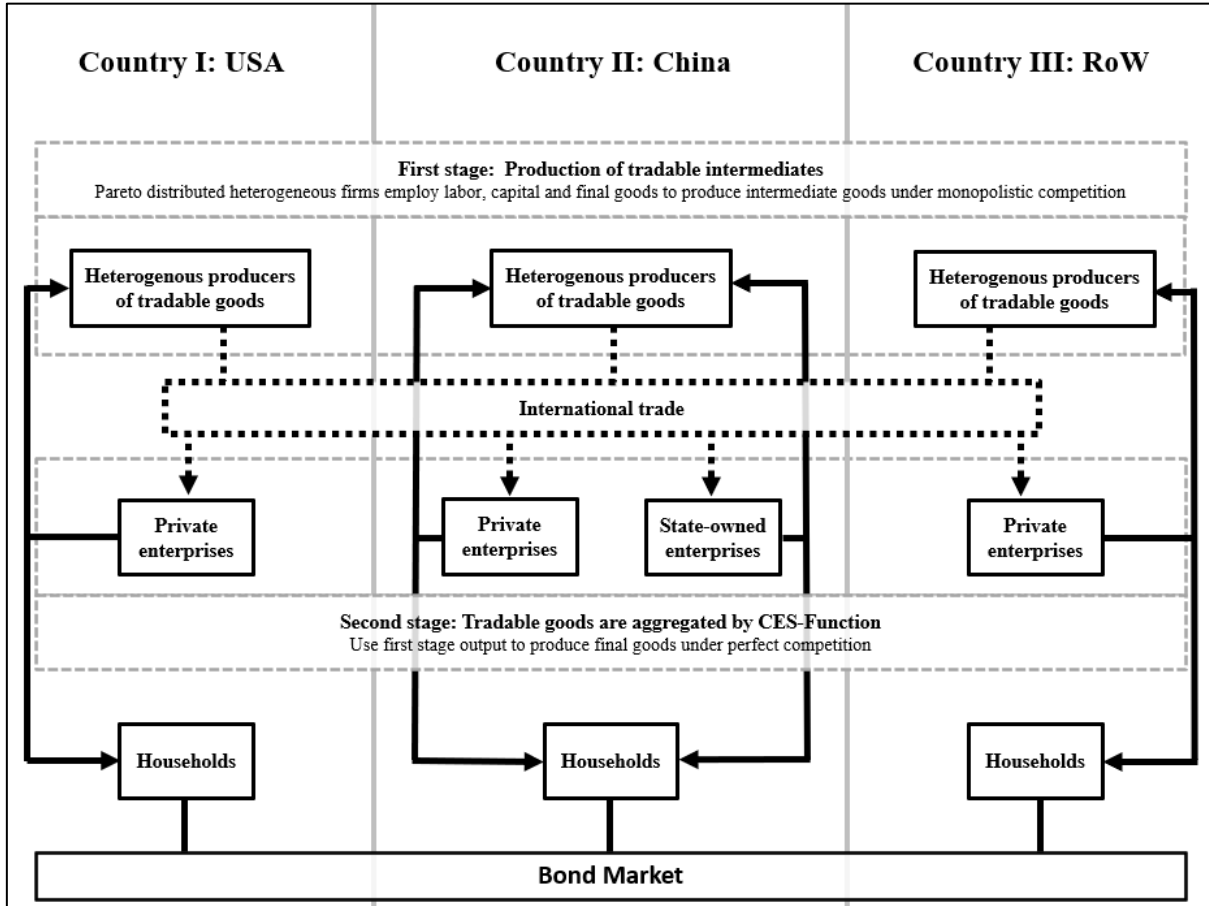 Country I: USA
Country II: China
Country III: RoW
First stage: Production of tradable intermediates
Pareto distributed heterogeneous firms employ labor, capital and final goods to produce intermediate goods under monopolistic competition
Heterogenous producers
of tradable goods
Heterogenous producers
of tradable goods
Heterogenous producers
of tradable goods
International trade
Private
enterprises
Private
enterprises
State-owned
enterprises
Private
enterprises
Second stage: Tradable goods are aggregated by CES-Function
Use first stage output to produce final goods under perfect competition
Households
Households
Households
Bond Market